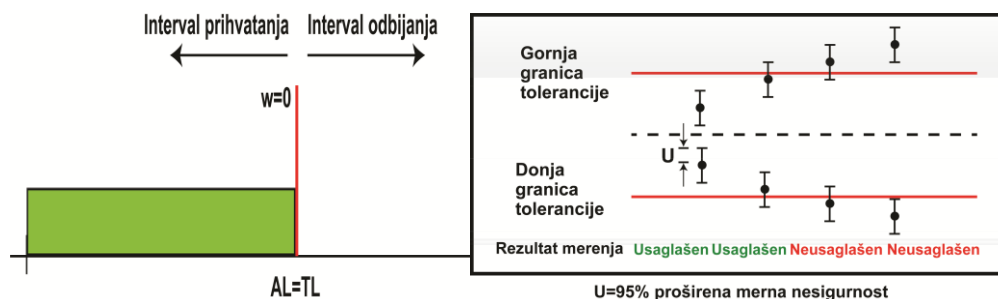 Interval prihvatanja
Interval odbijanja
w=0
AL=TL
Gornja
granica
tolerancije
U
Donja
granica
tolerancije
Rezultat merenja Usaglašen Usaglašen Neusaglašen Neusaglašen
U=95% proširena merna nesigurnost